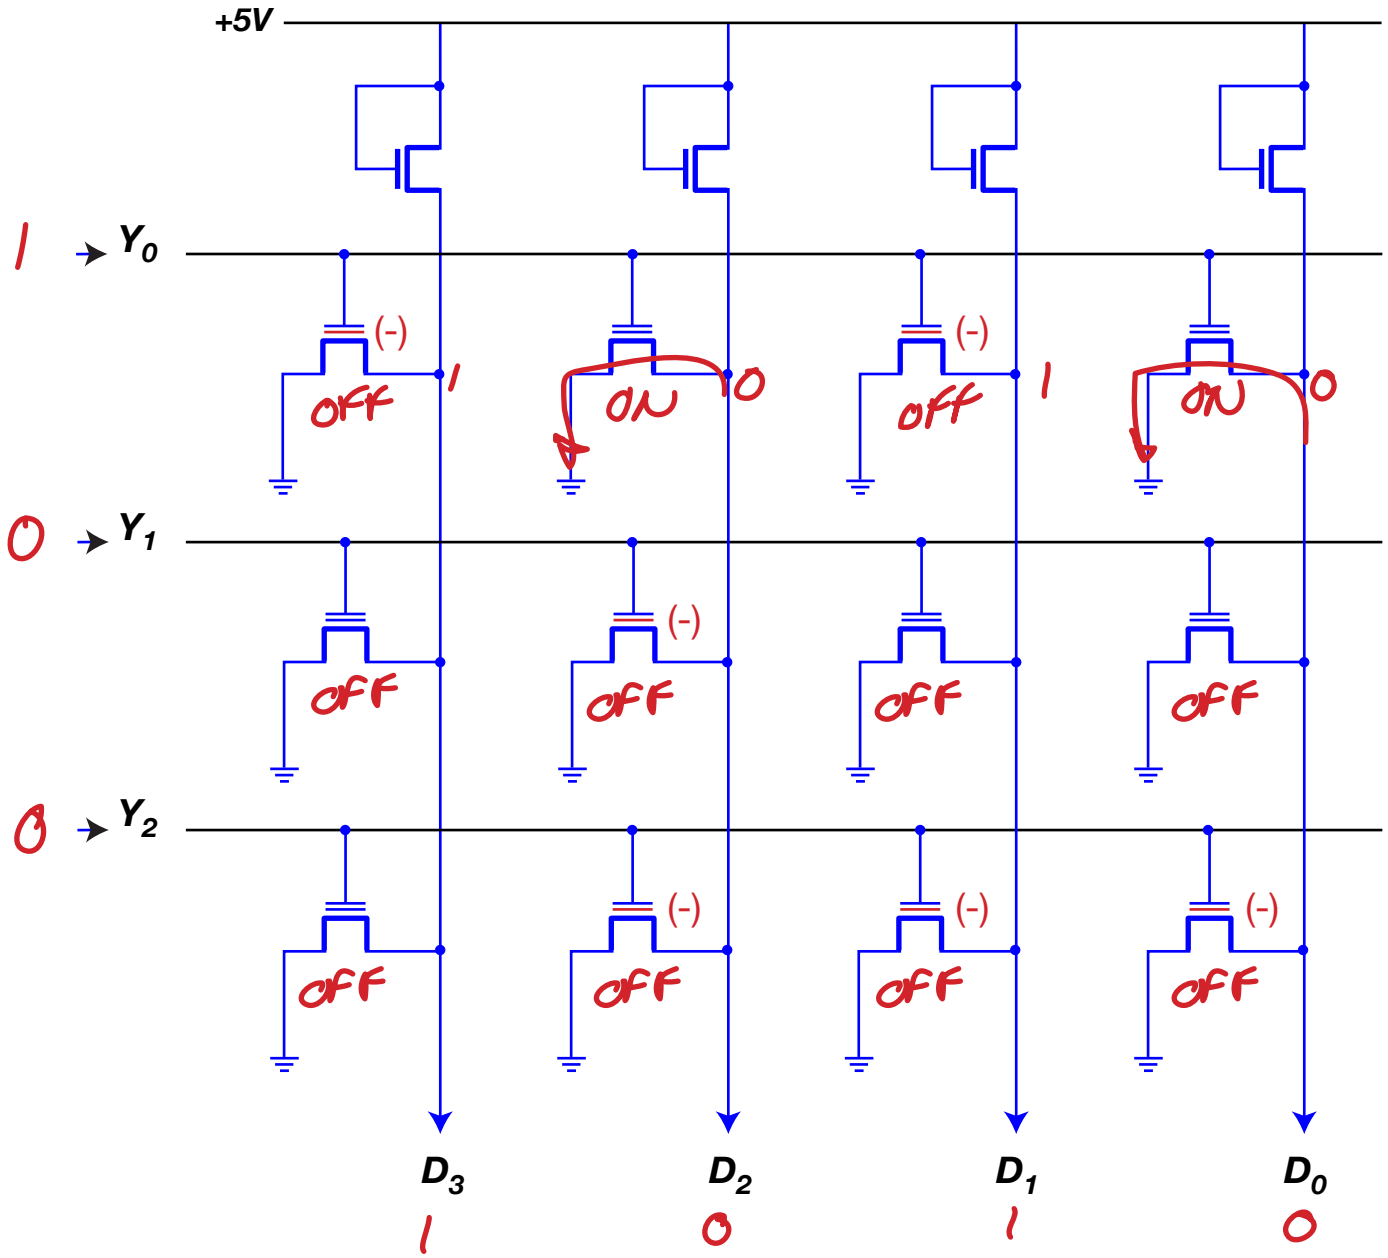 +5V
1 Y0
(-) (-)
1 0 1 0
OFF ON OFF ON
0 Y1
(-)
OFF OFF OFF OFF
0 Y2
(-) (-) (-)
OFF OFF OFF OFF
D3 D2 D1 D0
1 0 1 0